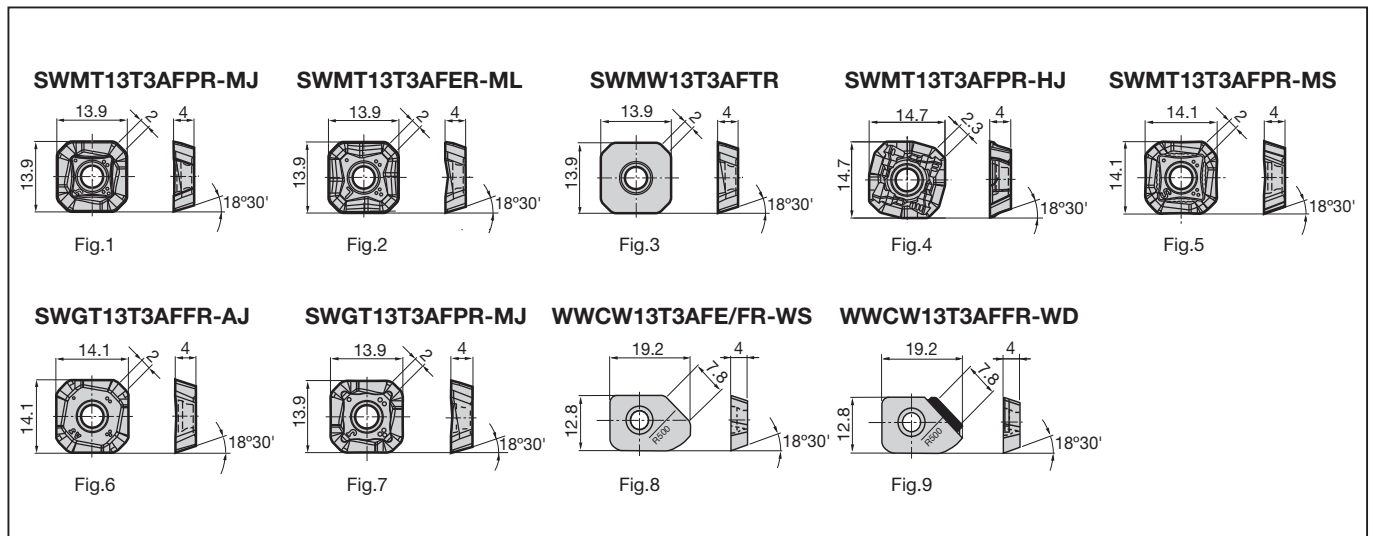 SWMT13T3AFPR-MJ
13.9
2
4
13.9
18°30'
Fig.1
SWMT13T3AFER-ML
13.9
2
4
13.9
18°30'
Fig.2
SWMW13T3AFTR
13.9
2
4
13.9
18°30'
Fig.3
SWMT13T3AFPR-HJ
14.7
2.3
4
14.7
18°30'
Fig.4
SWMT13T3AFPR-MS
14.1
2
4
14.1
18°30'
Fig.5
SWGT13T3AFFR-AJ
14.1
2
4
14.1
18°30'
Fig.6
SWGT13T3AFPR-MJ
13.9
2
4
13.9
18°30'
Fig.7
WWCW13T3AFE/FR-WS
19.2
7.8
4
12.8
R500
18°30'
Fig.8
WWCW13T3AFFR-WD
19.2
7.8
4
12.8
R500
18°30'
Fig.9